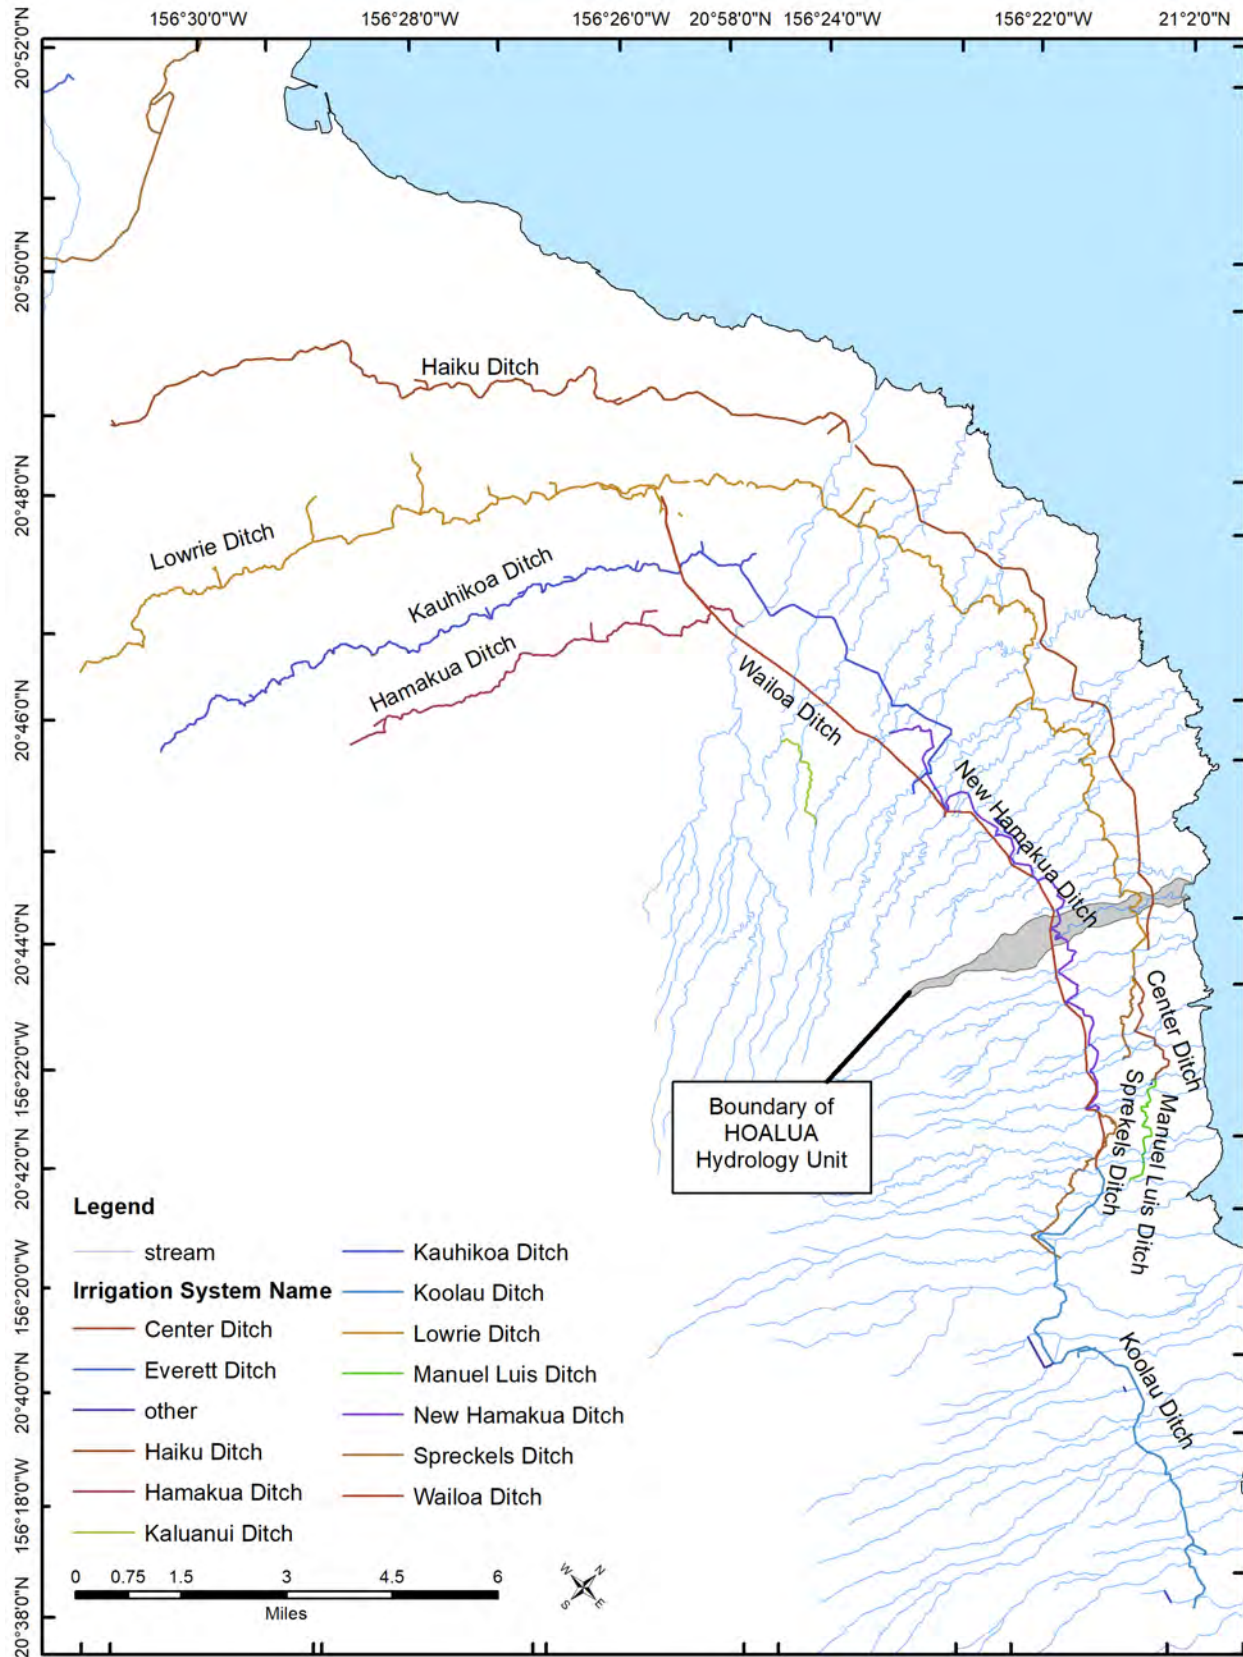 156°30'0"W
156°28'0"W
156°26'0"W
20°58'0"N
156°24'0"W
156°22'0"W
21°2'0"N
20°52'0"N
20°50'0"N
20°48'0"N
20°46'0"N
20°44'0"N
156°22'0"W
20°42'0"N
156°20'0"W
20°40'0"N
156°18'0"W
20°38'0"N
Haiku Ditch
Lowrie Ditch
Kauhikoa Ditch
Hamakua Ditch
Wailoa Ditch
New Hamakua Ditch
Center Ditch
Sprekels Ditch
Manuel Luis Ditch
Koolau Ditch
Boundary of
HOALUA
Hydrology Unit
Legend
stream
Irrigation System Name
Center Ditch
Everett Ditch
other
Haiku Ditch
Hamakua Ditch
Kaluanui Ditch
Kauhikoa Ditch
Koolau Ditch
Lowrie Ditch
Manuel Luis Ditch
New Hamakua Ditch
Spreckels Ditch
Wailoa Ditch
0 0.75 1.5 3 4.5 6
Miles
N
E
S
W